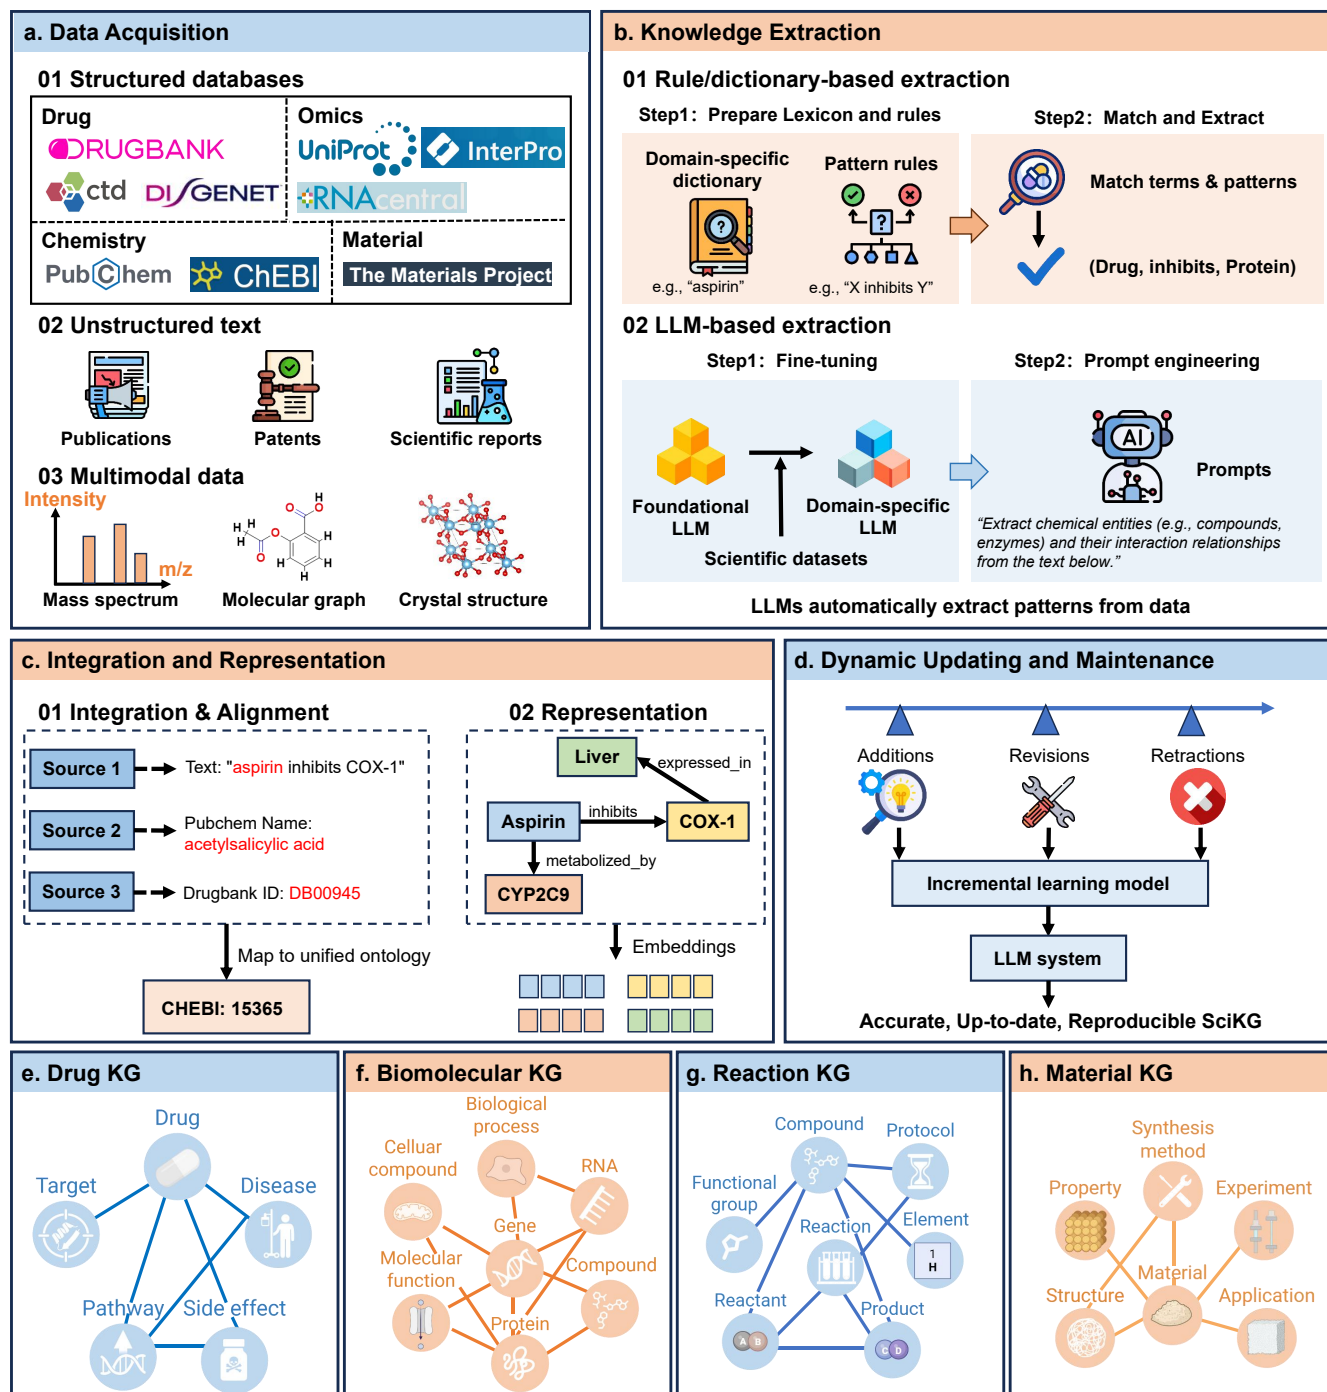 a. Data Acquisition
01 Structured databases
Drug
DRUGBANK
ctd
DISGENET
Omics
UniProt
InterPro
RNAcentral
Chemistry
PubChem
ChEBI
Material
The Materials Project
02 Unstructured text
Publications
Patents
Scientific reports
03 Multimodal data
Intensity
m/z
Mass spectrum
H
H
H
O
O
O
O
H
H
H
H
H
Molecular graph
Crystal structure
b. Knowledge Extraction
01 Rule/dictionary-based extraction
Step1: Prepare Lexicon and rules
Domain-specific
dictionary
?
e.g., “aspirin”
Pattern rules
?
e.g., “X inhibits Y”
Step2: Match and Extract
Match terms & patterns
(Drug, inhibits, Protein)
02 LLM-based extraction
Step1: Fine-tuning
Foundational
LLM
Domain-specific
LLM
Scientific datasets
Step2: Prompt engineering
AI
Prompts
“Extract chemical entities (e.g., compounds,
enzymes) and their interaction relationships
from the text below.”
LLMs automatically extract patterns from data
c. Integration and Representation
01 Integration & Alignment
Source 1
Text: "aspirin inhibits COX-1"
Source 2
Pubchem Name:
acetylsalicylic acid
Source 3
Drugbank ID: DB00945
Map to unified ontology
CHEBI: 15365
02 Representation
Liver
expressed_in
Aspirin
inhibits
COX-1
metabolized_by
CYP2C9
Embeddings
d. Dynamic Updating and Maintenance
Additions
Revisions
Retractions
Incremental learning model
LLM system
Accurate, Up-to-date, Reproducible SciKG
e. Drug KG
Drug
Target
Disease
Pathway
Side effect
f. Biomolecular KG
Biological
process
Celluar
compound
RNA
Gene
Molecular
function
Compound
Protein
g. Reaction KG
Compound
Protocol
Functional
group
Reaction
Element
1
H
Reactant
A B
Product
C D
h. Material KG
Synthesis
method
Property
Experiment
Material
Structure
Application